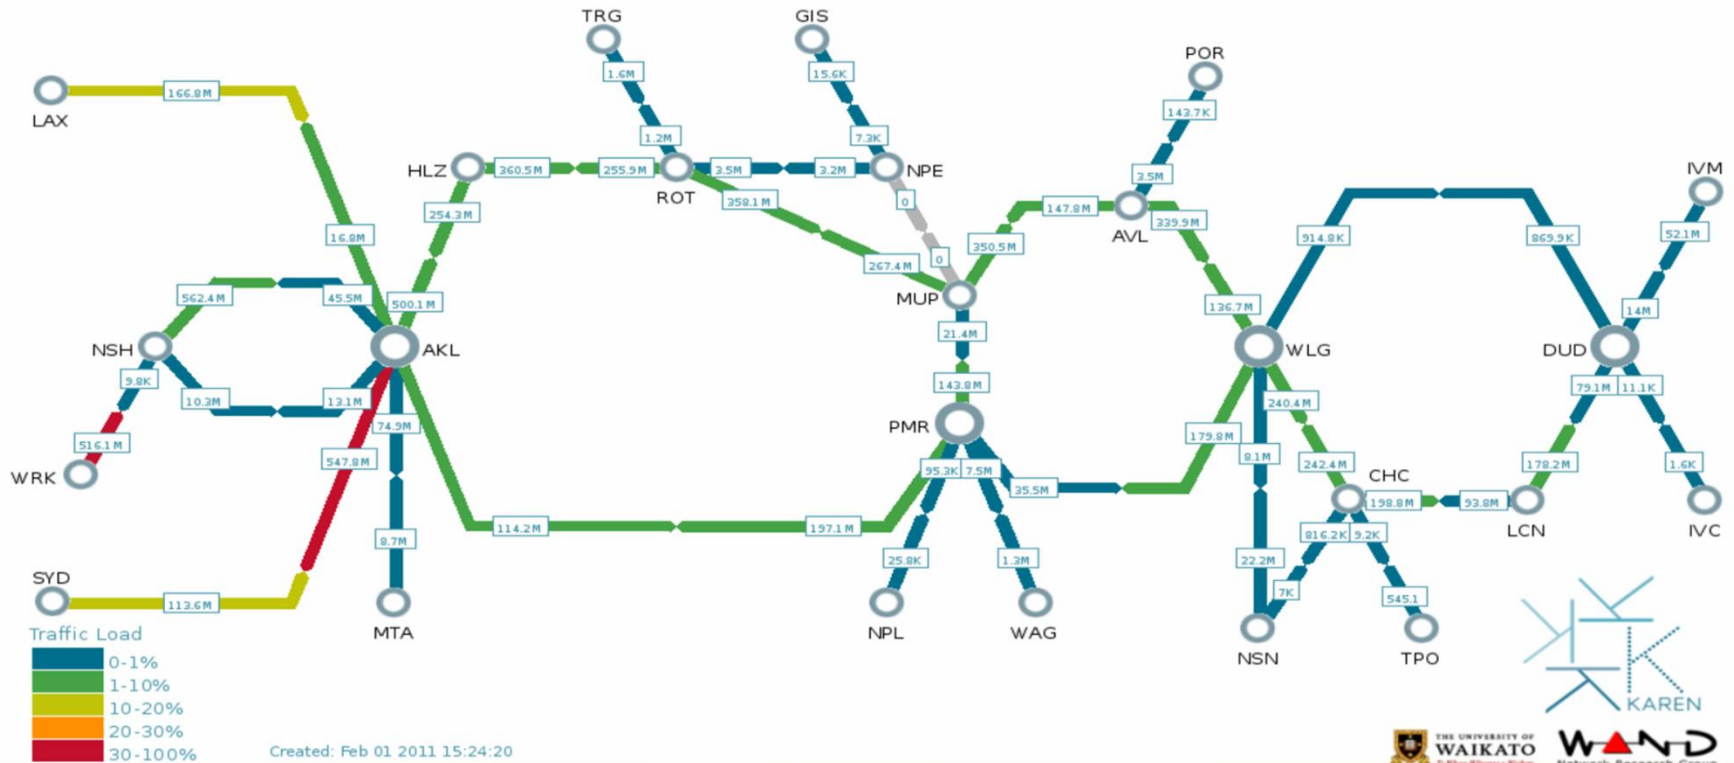 TRG
GIS
POR
LAX
166.8M
1.6M
15.6K
143.7K
1.2M
7.3K
HLZ
360.5M
255.9M
ROT
3.5M
3.2M
NPE
3.5M
IVM
358.1M
0
147.8M
AVL
339.9M
254.3M
16.8M
350.5M
914.8K
869.9K
52.1M
267.4M
0
MUP
562.4M
45.5M
500.1M
136.7M
14M
21.4M
NSH
AKL
WLG
DUD
9.8K
10.3M
13.1M
143.8M
79.1M
11.1K
74.9M
PMR
240.4M
516.1M
547.8M
179.8M
8.1M
WRK
95.3K
7.5M
35.5M
242.4M
CHC
178.2M
1.6K
198.8M
93.8M
LCN
IVC
114.2M
197.1M
8.7M
816.2K
9.2K
25.8K
1.3M
22.2M
SYD
113.6M
7K
545.1
MTA
NPL
WAG
NSN
TPO
Traffic Load
0-1%
1-10%
10-20%
20-30%
30-100%
Created: Feb 01 2011 15:24:20
KAREN
THE UNIVERSITY OF
WAIKATO
WAND
Network Research Group